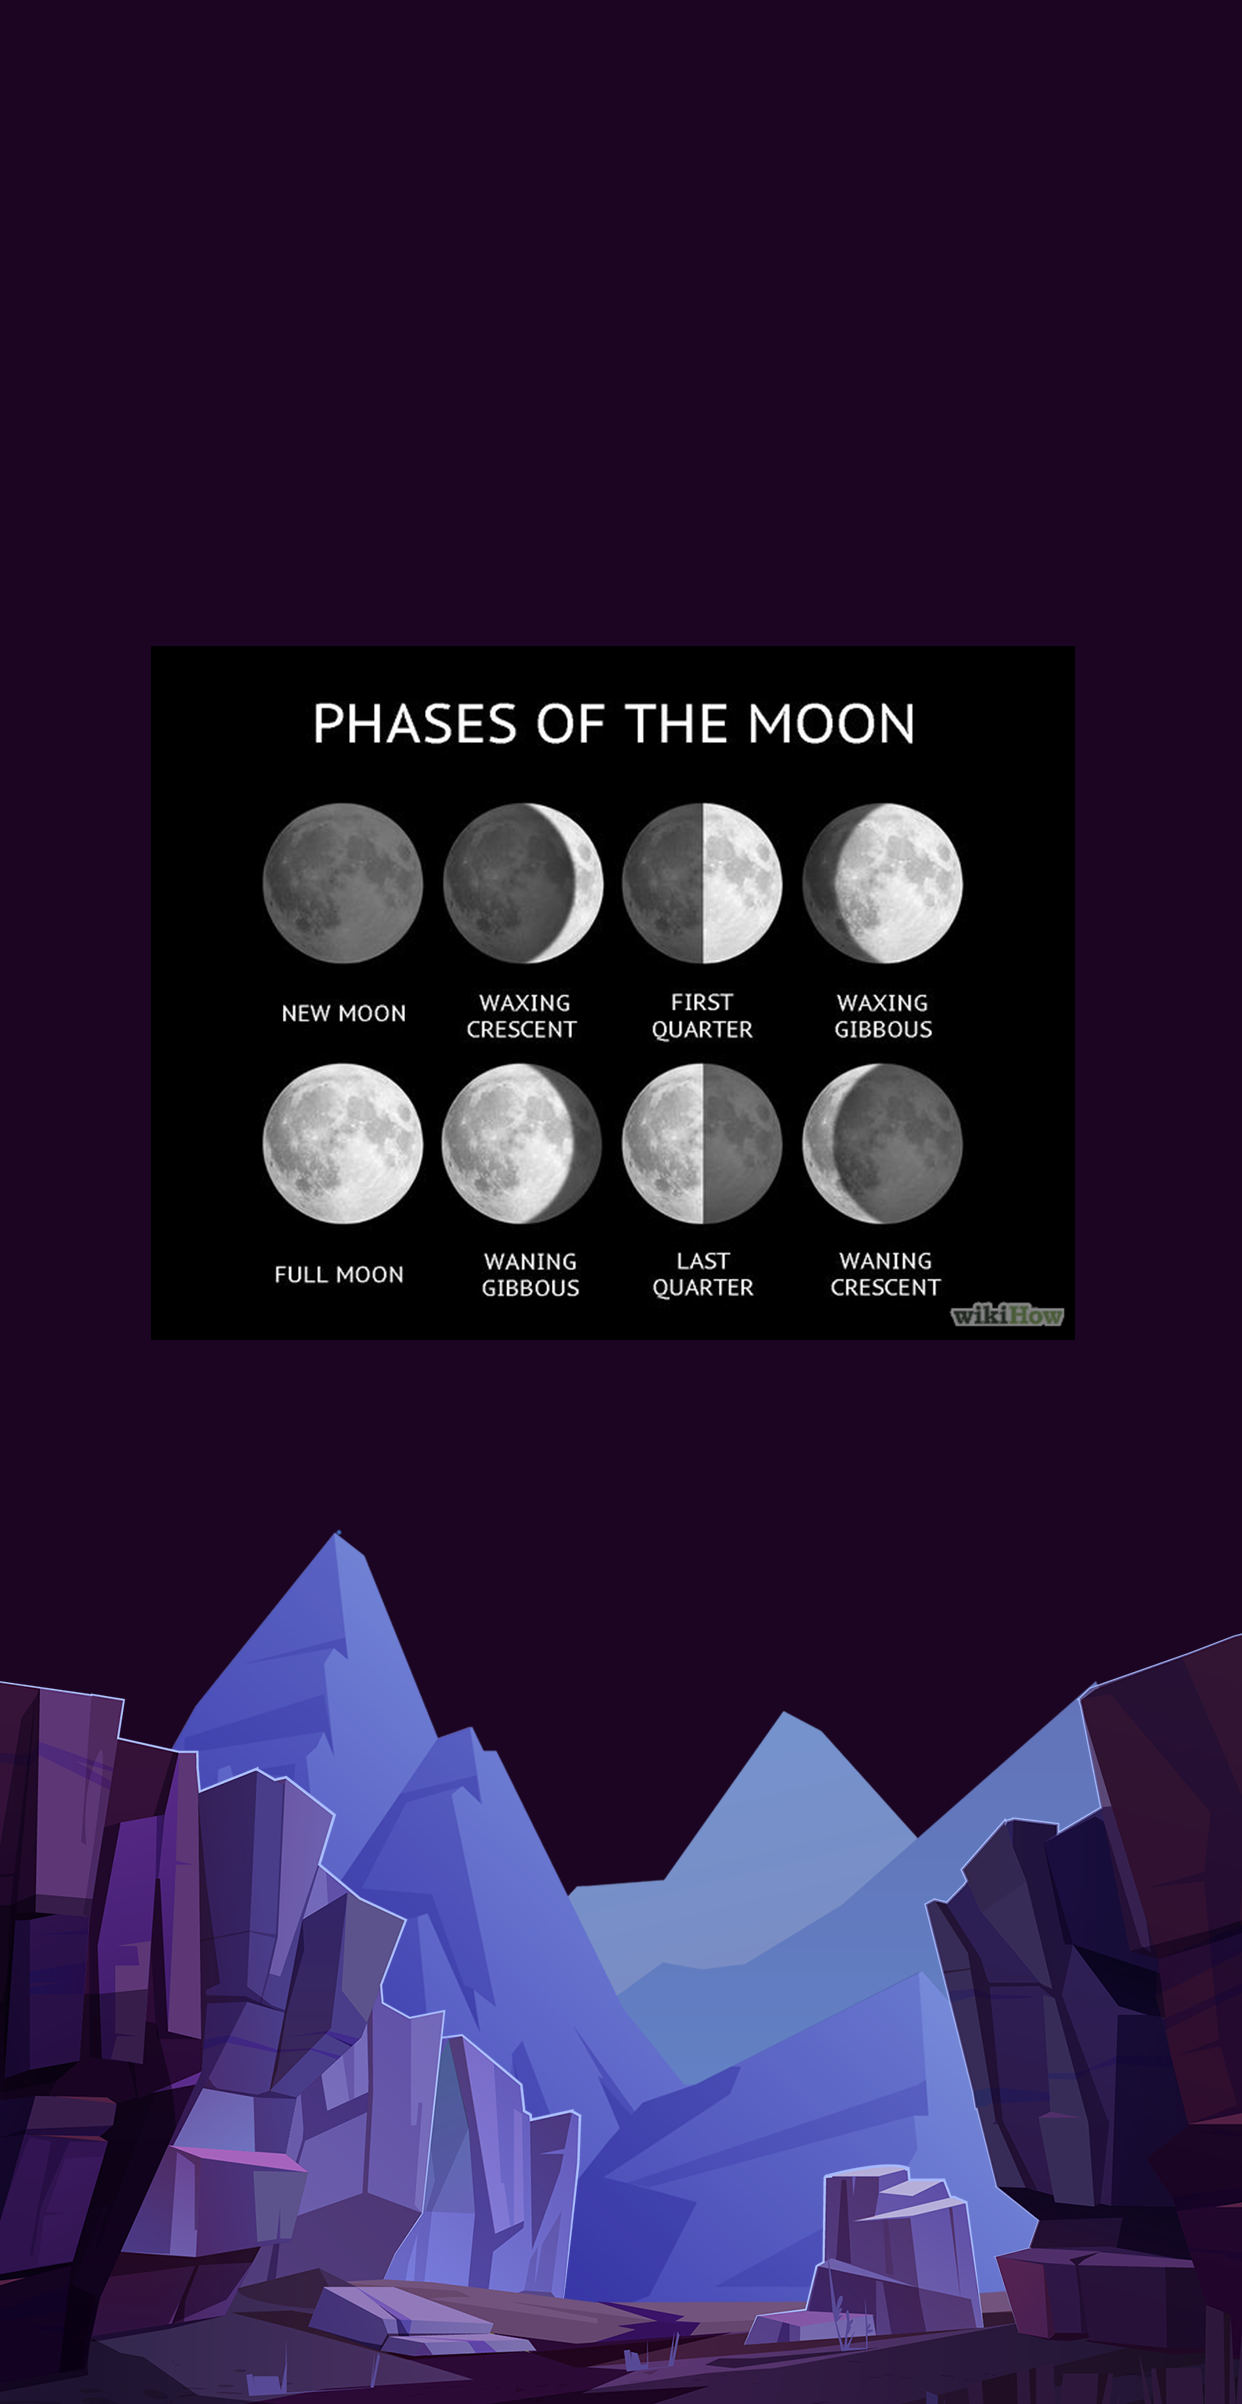 PHASES OF THE MOON
NEW MOON
WAXING
CRESCENT
FIRST
QUARTER
WAXING
GIBBOUS
FULL MOON
WANING
GIBBOUS
LAST
QUARTER
WANING
CRESCENT
wikiHow